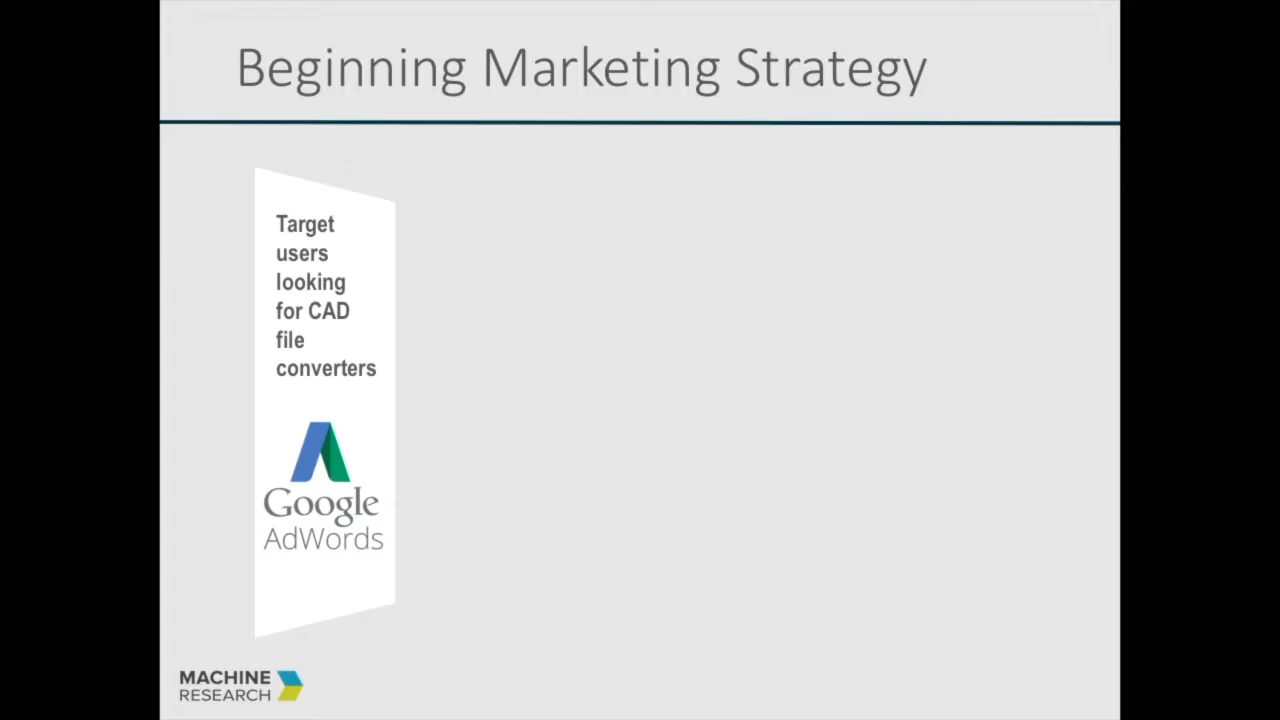 Beginning Marketing Strategy
Target
users
looking
for CAD
file
converters
Google
AdWords
MACHINE
RESEARCH